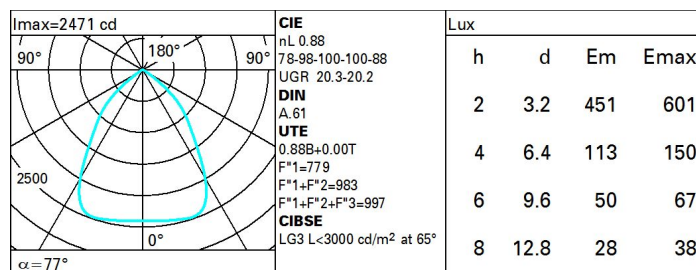 Imax=2471 cd
90°
180°
90°
2500
0°
α=77°
CIE
nL 0.88
78-98-100-100-88
UGR 20.3-20.2
DIN
A.61
UTE
0.88B+0.00T
F"1=779
F"1+F"2=983
F"1+F"2+F"3=997
CIBSE
LG3 L<3000 cd/m² at 65°
Lux
h d Em Emax
2 3.2 451 601
4 6.4 113 150
6 9.6 50 67
8 12.8 28 38